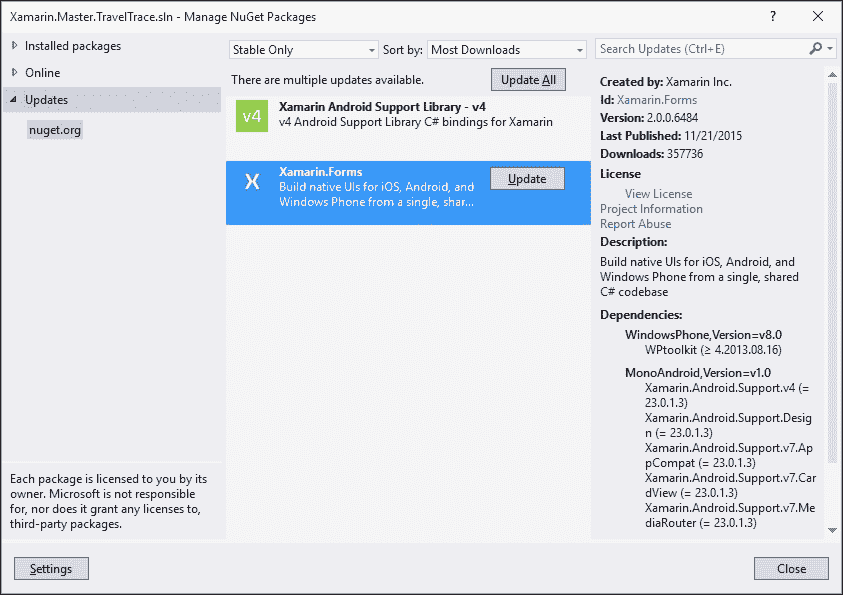 Xamarin.Master.TravelTrace.sln - Manage NuGet Packages
?
Installed packages
Online
Updates
nuget.org
Each package is licensed to you by its
owner. Microsoft is not responsible
for, nor does it grant any licenses to,
third-party packages.
Stable Only
Sort by:
Most Downloads
There are multiple updates available.
Update All
v4
Xamarin Android Support Library - v4
v4 Android Support Library C# bindings for Xamarin
X
Xamarin.Forms
Build native UIs for iOS, Android, and
Windows Phone from a single, shar...
Update
Search Updates (Ctrl+E)
Created by: Xamarin Inc.
Id: Xamarin.Forms
Version: 2.0.0.6484
Last Published: 11/21/2015
Downloads: 357736
License
View License
Project Information
Report Abuse
Description:
Build native UIs for iOS, Android, and
Windows Phone from a single, shared
C# codebase
Dependencies:
WindowsPhone,Version=v8.0
WPtoolkit (≥ 4.2013.08.16)
MonoAndroid,Version=v1.0
Xamarin.Android.Support.v4 (=
23.0.1.3)
Xamarin.Android.Support.Desig
n (= 23.0.1.3)
Xamarin.Android.Support.v7.Ap
pCompat (= 23.0.1.3)
Xamarin.Android.Support.v7.Car
dView (= 23.0.1.3)
Xamarin.Android.Support.v7.Me
diaRouter (= 23.0.1.3)
Settings
Close